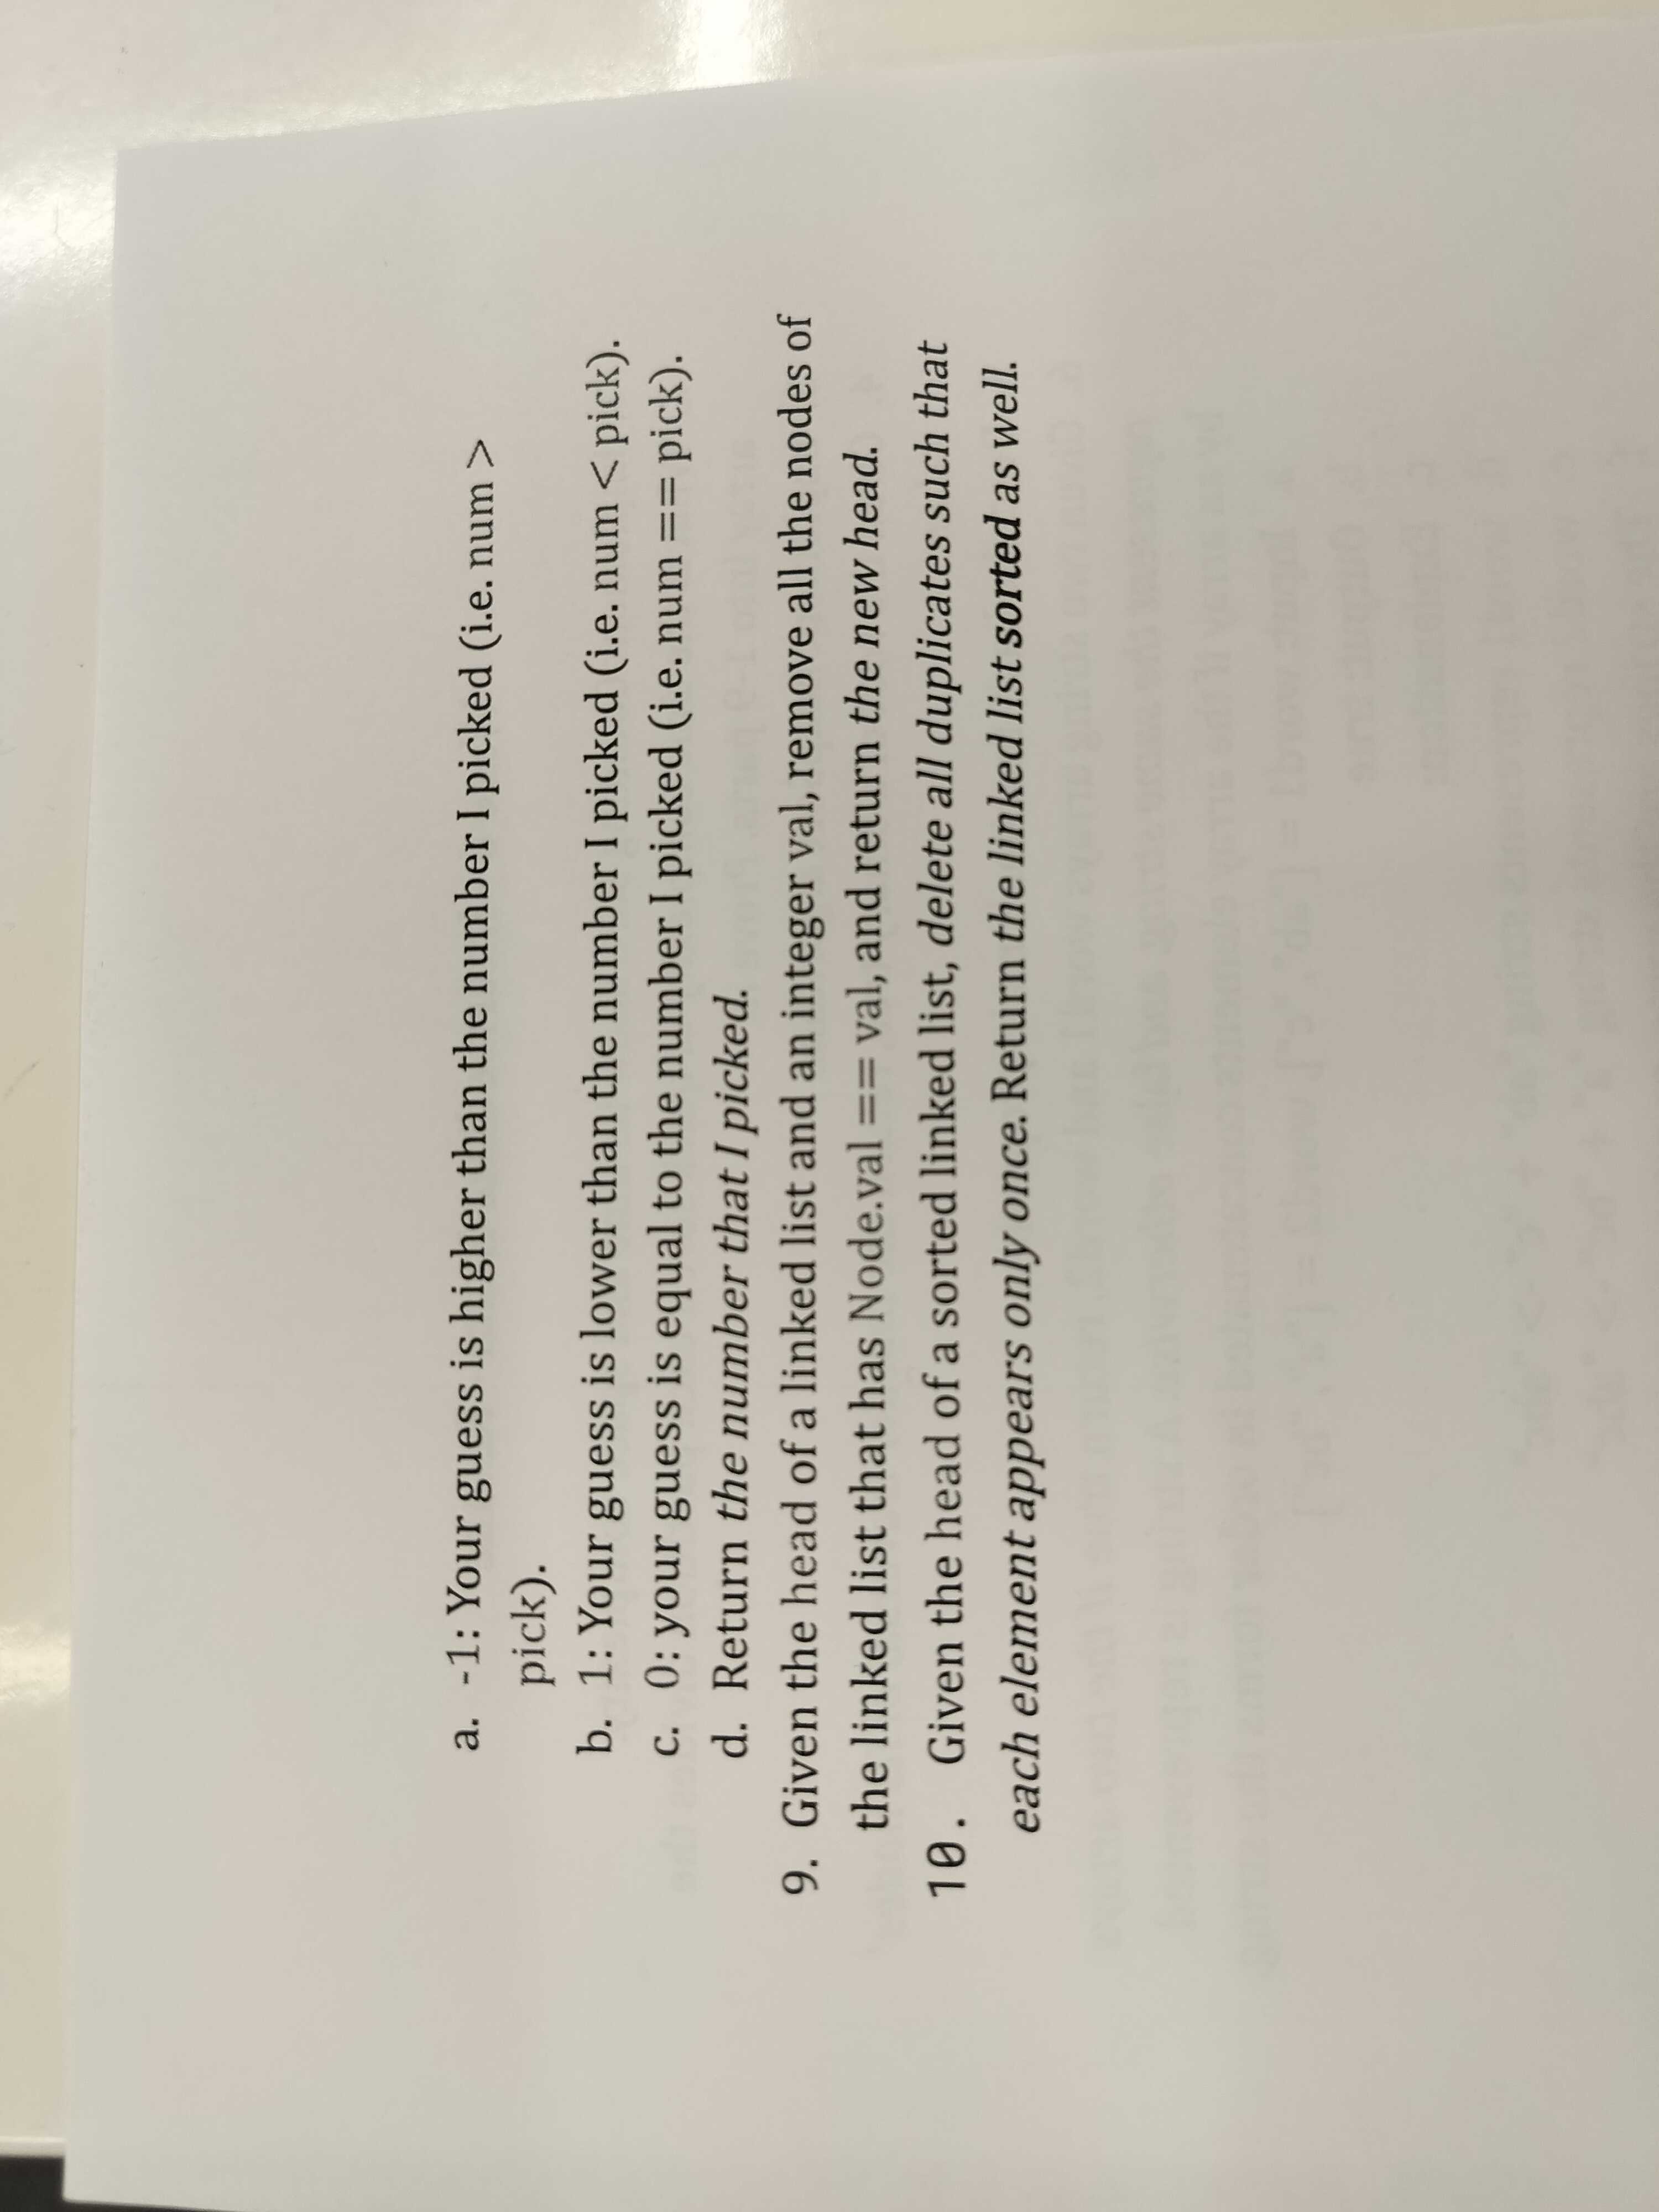 a. -1: Your guess is higher than the number I picked (i.e. num >
pick).
b. 1: Your guess is lower than the number I picked (i.e. num < pick).
c. 0: your guess is equal to the number I picked (i.e. num == pick).
d. Return the number that I picked.
9. Given the head of a linked list and an integer val, remove all the nodes of
the linked list that has Node.val == val, and return the new head.
10. Given the head of a sorted linked list, delete all duplicates such that
each element appears only once. Return the linked list sorted as well.